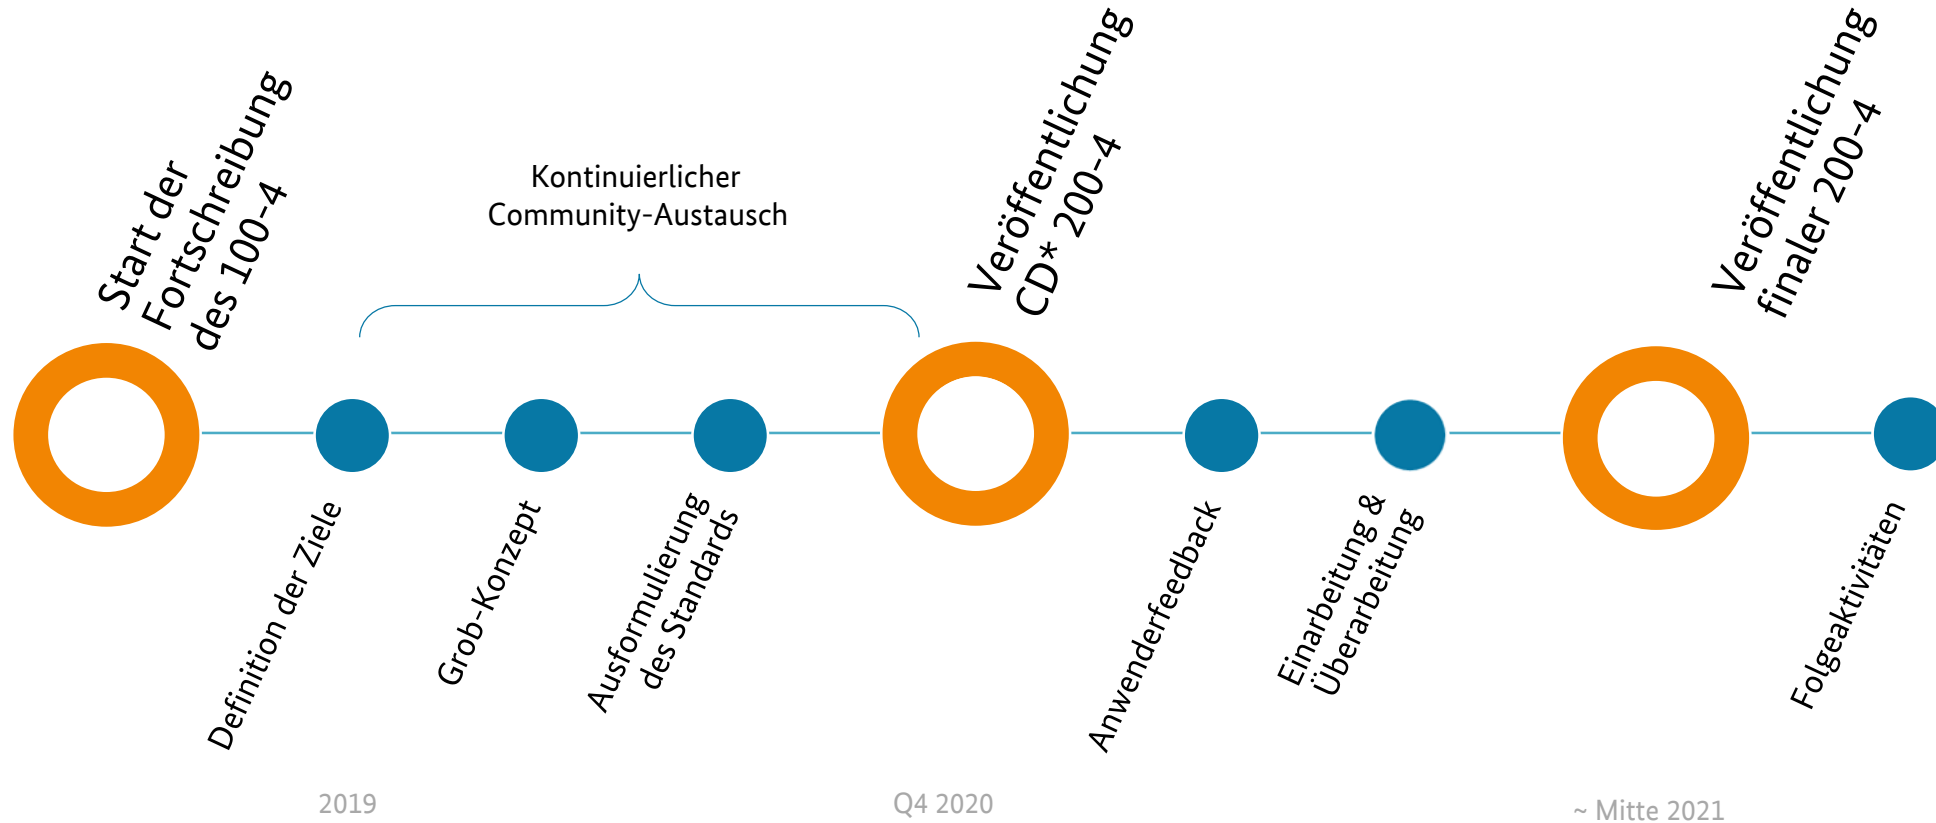 Start der
Fortschreibung
des 100-4
Kontinuierlicher
Community-Austausch
Veröffentlichung
CD* 200-4
Veröffentlichung
finaler 200-4
Definition der Ziele
Grob-Konzept
Ausformulierung
des Standards
Anwenderfeedback
Einarbeitung &
Überarbeitung
Folgeaktivitäten
2019
Q4 2020
~ Mitte 2021